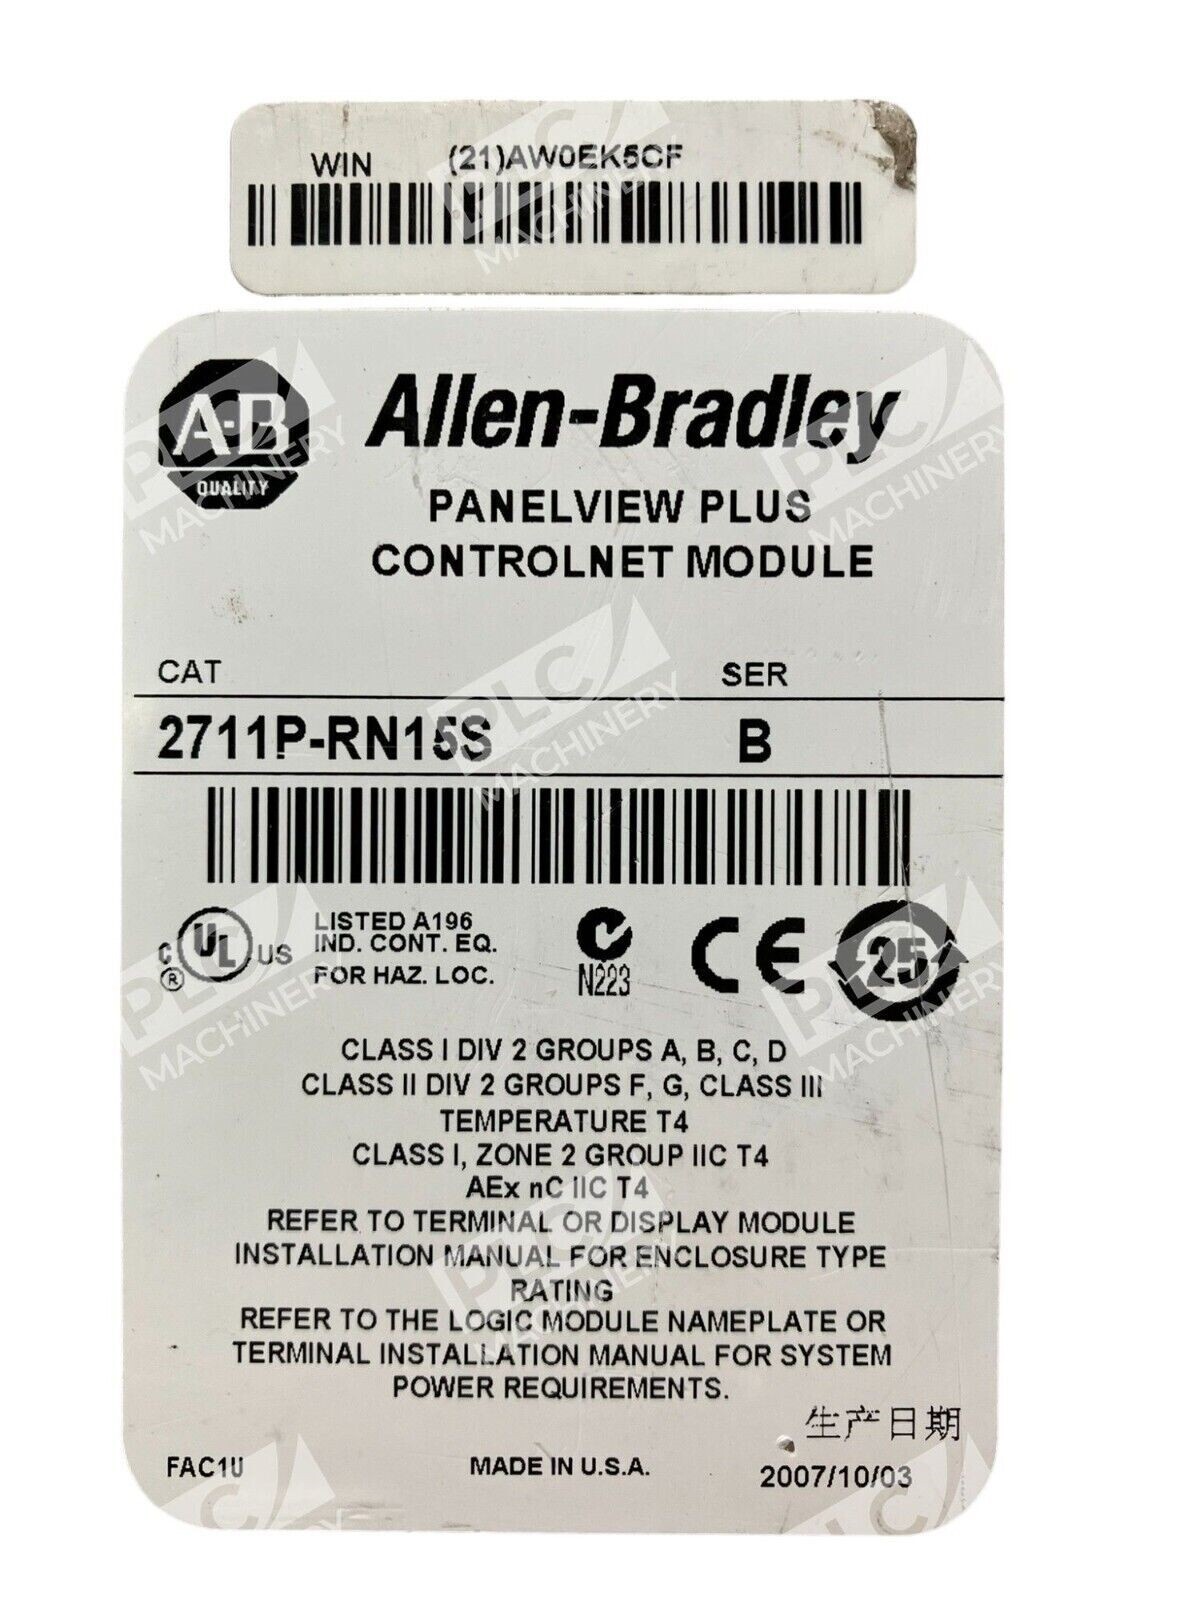 WIN (21)AW0EK5CF
A-B
QUALITY
Allen-Bradley
PANELVIEW PLUS
CONTROLNET MODULE
CAT SER
2711P-RN15S B
C UL US
®
LISTED A196
IND. CONT. EQ.
FOR HAZ. LOC.
N223
CE
25
CLASS I DIV 2 GROUPS A, B, C, D
CLASS II DIV 2 GROUPS F, G, CLASS III
TEMPERATURE T4
CLASS I, ZONE 2 GROUP IIC T4
AEx nC IIC T4
REFER TO TERMINAL OR DISPLAY MODULE
INSTALLATION MANUAL FOR ENCLOSURE TYPE
RATING
REFER TO THE LOGIC MODULE NAMEPLATE OR
TERMINAL INSTALLATION MANUAL FOR SYSTEM
POWER REQUIREMENTS.
生产日期
FAC1U MADE IN U.S.A. 2007/10/03
PLC
MACHINERY